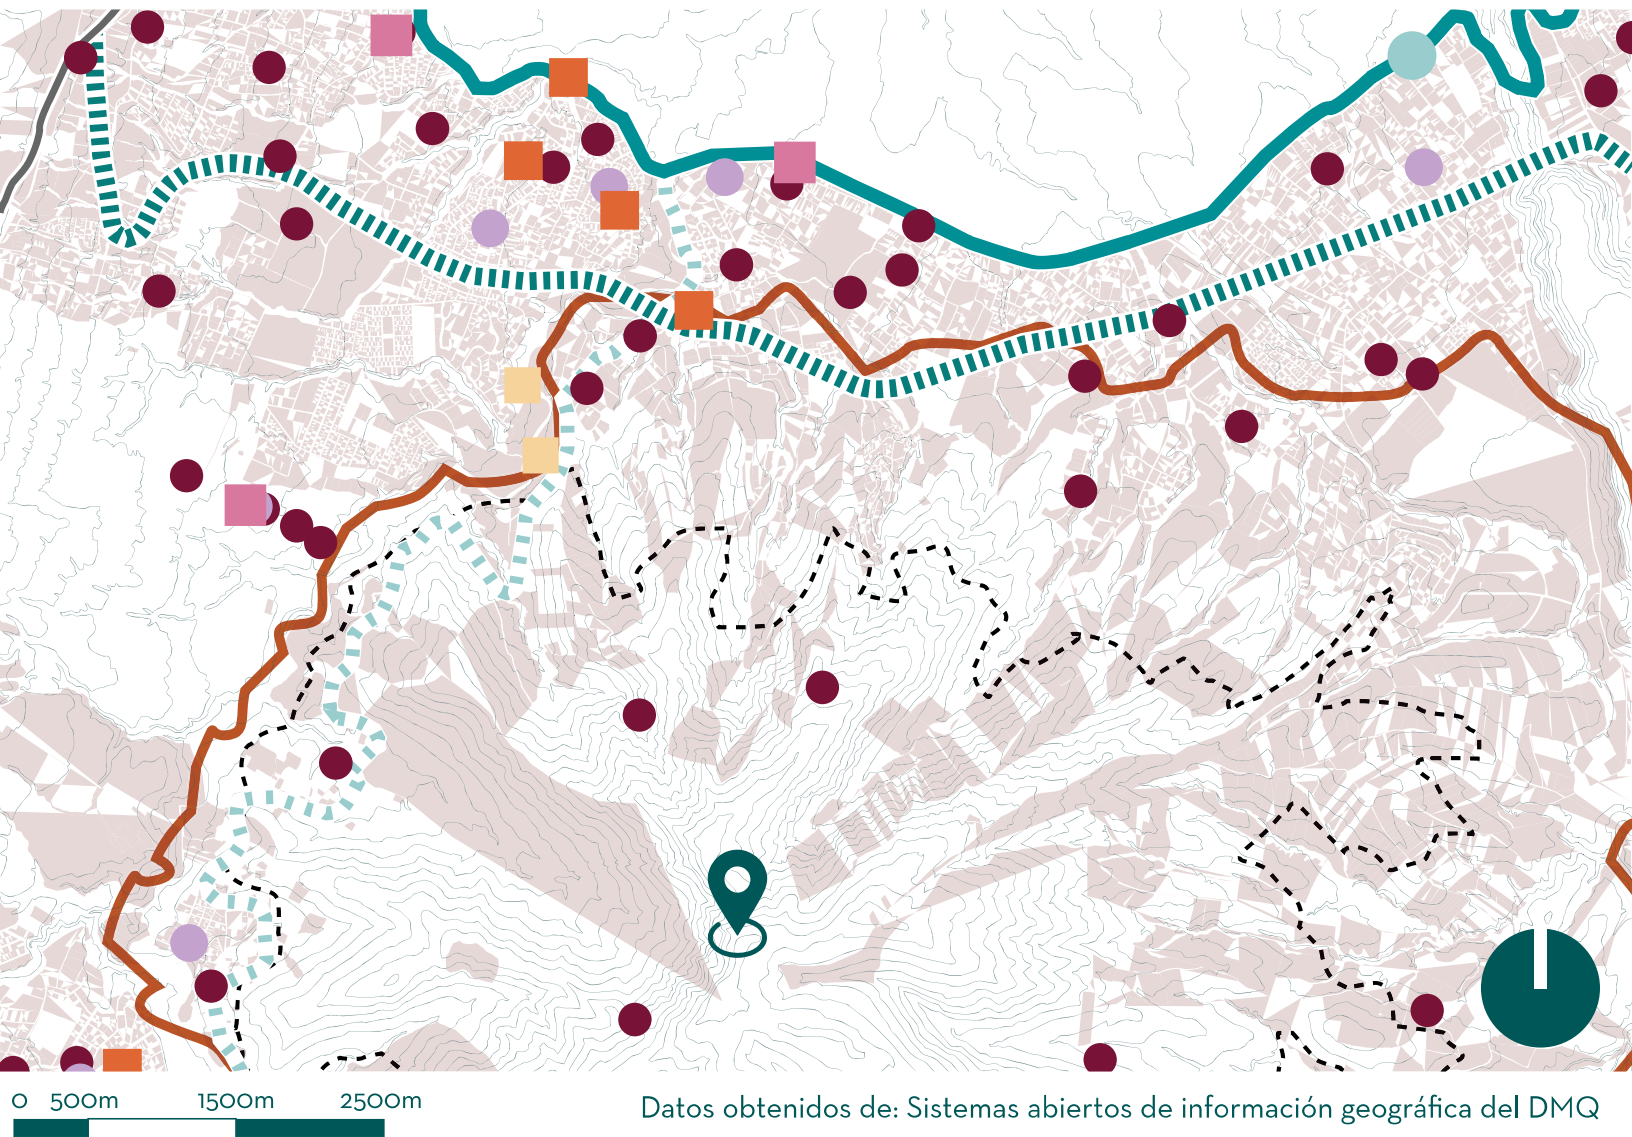 0 500m 1500m 2500m
Datos obtenidos de: Sistemas abiertos de información geográfica del DMQ